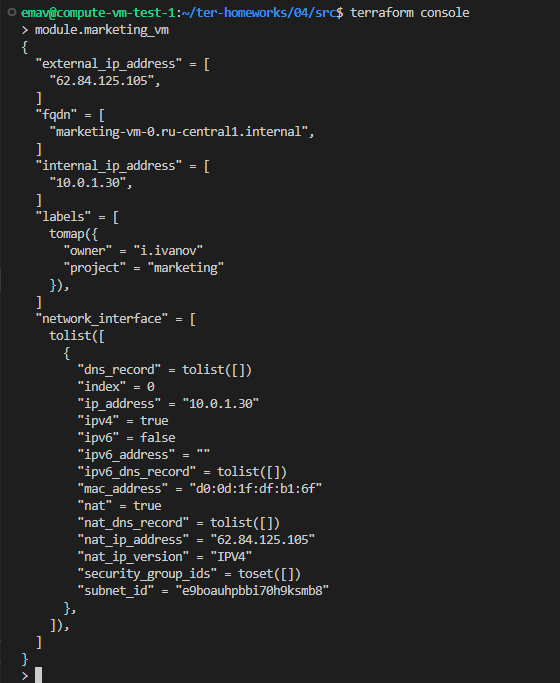 emav@compute-vm-test-1:~/ter-homeworks/04/src$ terraform console
> module.marketing_vm
{
  "external_ip_address" = [
    "62.84.125.105",
  ]
  "fqdn" = [
    "marketing-vm-0.ru-central1.internal",
  ]
  "internal_ip_address" = [
    "10.0.1.30",
  ]
  "labels" = [
    tomap({
      "owner" = "i.ivanov"
      "project" = "marketing"
    }),
  ]
  "network_interface" = [
    tolist([
      {
        "dns_record" = tolist([])
        "index" = 0
        "ip_address" = "10.0.1.30"
        "ipv4" = true
        "ipv6" = false
        "ipv6_address" = ""
        "ipv6_dns_record" = tolist([])
        "mac_address" = "d0:0d:1f:df:b1:6f"
        "nat" = true
        "nat_dns_record" = tolist([])
        "nat_ip_address" = "62.84.125.105"
        "nat_ip_version" = "IPV4"
        "security_group_ids" = toset([])
        "subnet_id" = "e9boauhpbbi70h9ksmb8"
      },
    ]),
  ]
}
>